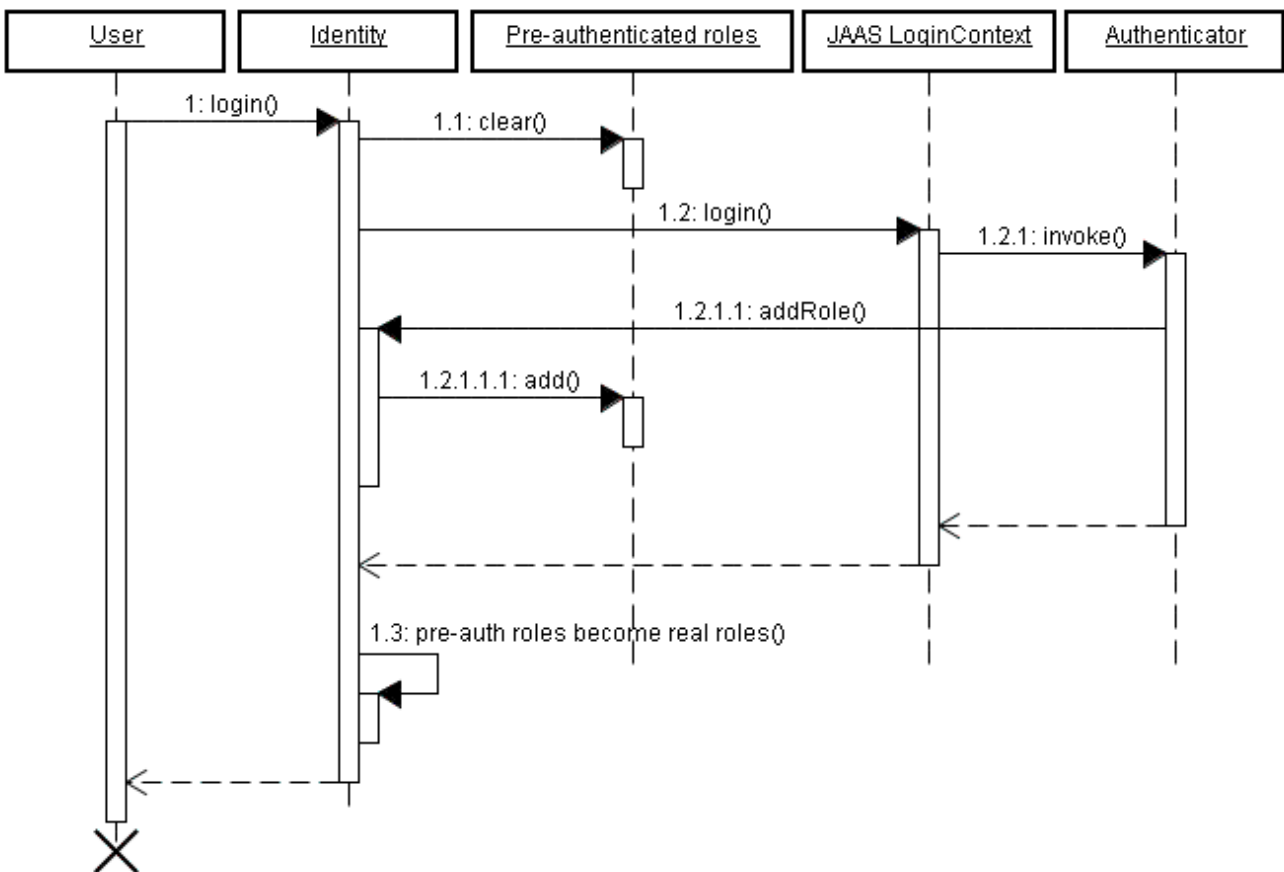 User
Identity
Pre-authenticated roles
JAAS LoginContext
Authenticator
1: login()
1.1: clear()
1.2: login()
1.2.1: invoke()
1.2.1.1: addRole()
1.2.1.1.1: add()
1.3: pre-auth roles become real roles()